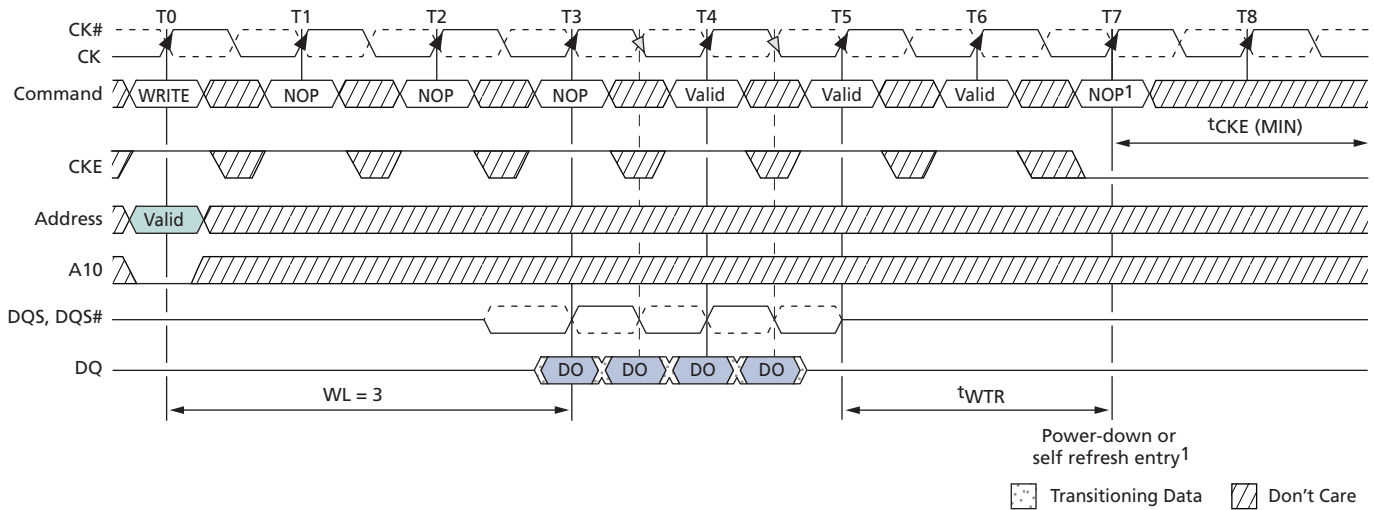 T0 T1 T2 T3 T4 T5 T6 T7 T8
CK#
CK
Command WRITE NOP NOP NOP Valid Valid Valid NOP1
tCKE (MIN)
CKE
Address Valid
A10
DQS, DQS#
DQ DO DO DO DO
WL = 3 tWTR
Power-down or
self refresh entry1
Transitioning Data Don't Care